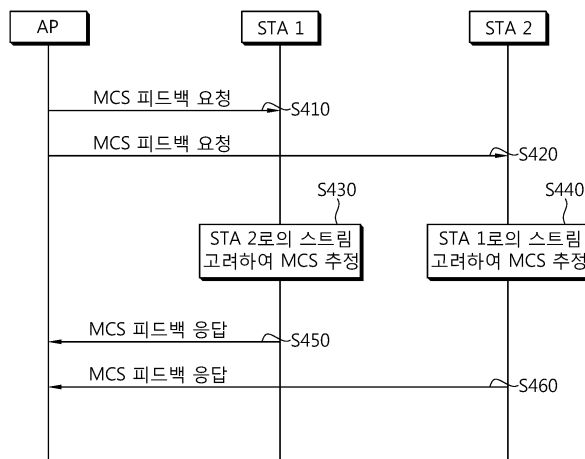 AP
STA 1
STA 2
MCS 피드백 요청
S410
MCS 피드백 요청
S420
S430
S440
STA 2로의 스트림
고려하여 MCS 추정
STA 1로의 스트림
고려하여 MCS 추정
MCS 피드백 응답
S450
MCS 피드백 응답
S460